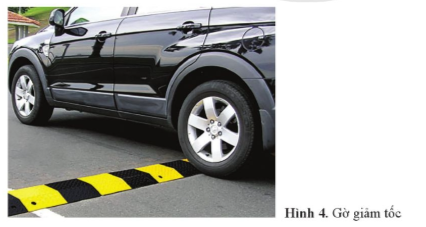 Hình 4. Gờ giảm tốc